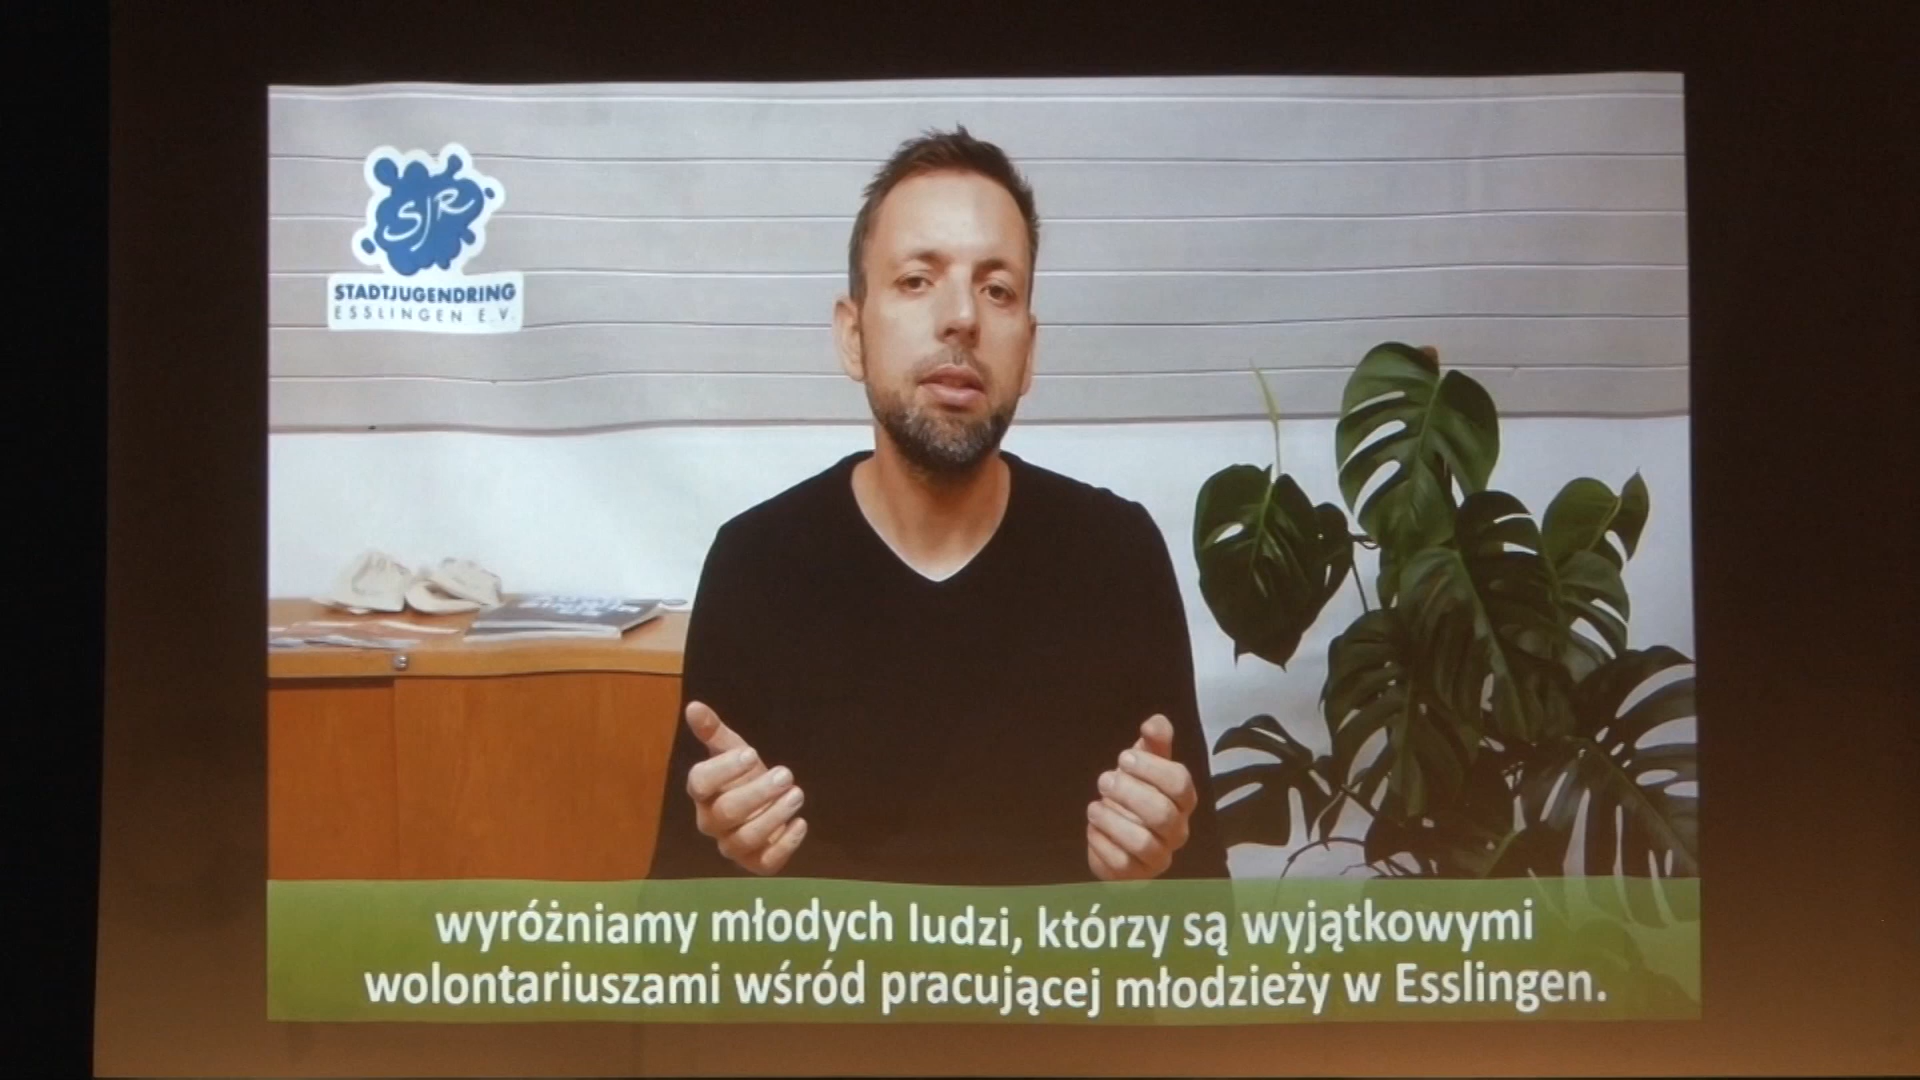 SJR
STADTJUGENDRING
ESSLINGEN E.V.
wyróżniamy młodych ludzi, którzy są wyjątkowymi
wolontariuszami wśród pracującej młodzieży w Esslingen.